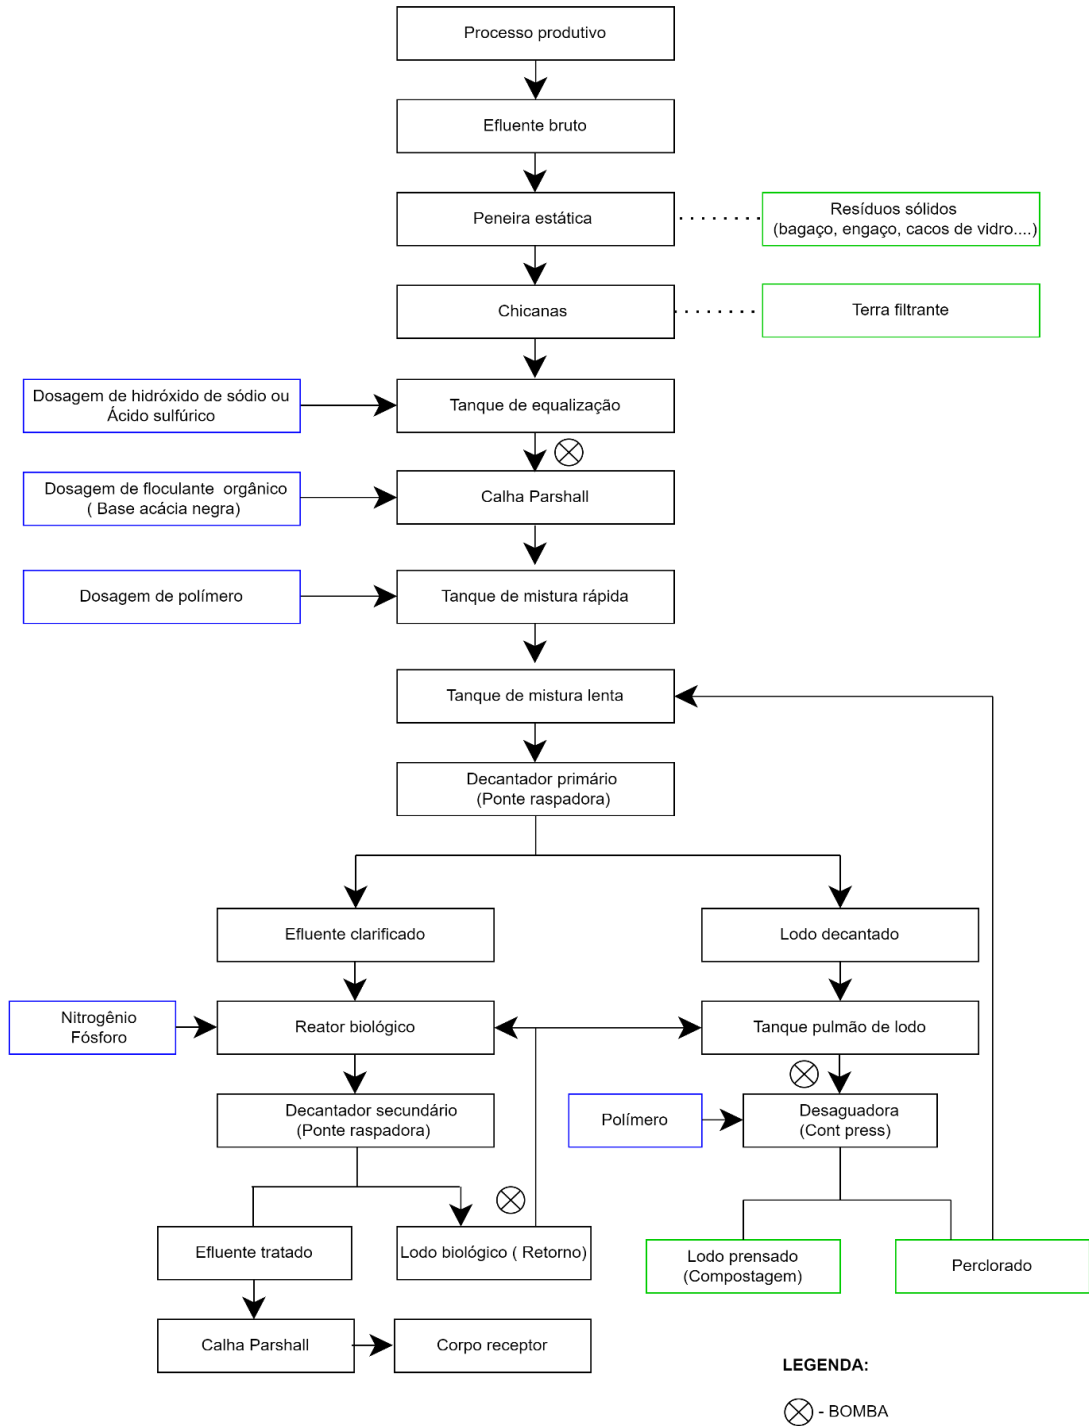 Processo produtivo
Efluente bruto
Peneira estática
Resíduos sólidos
(bagaço, engaço, cacos de vidro....)
Chicanas
Terra filtrante
Dosagem de hidróxido de sódio ou
Ácido sulfúrico
Tanque de equalização
Dosagem de floculante orgânico
( Base acácia negra)
Calha Parshall
Dosagem de polímero
Tanque de mistura rápida
Tanque de mistura lenta
Decantador primário
(Ponte raspadora)
Efluente clarificado
Lodo decantado
Nitrogênio
Fósforo
Reator biológico
Tanque pulmão de lodo
Decantador secundário
(Ponte raspadora)
Polímero
Desaguadora
(Cont press)
Efluente tratado
Lodo biológico ( Retorno)
Lodo prensado
(Compostagem)
Perclorado
Calha Parshall
Corpo receptor
LEGENDA:
- BOMBA